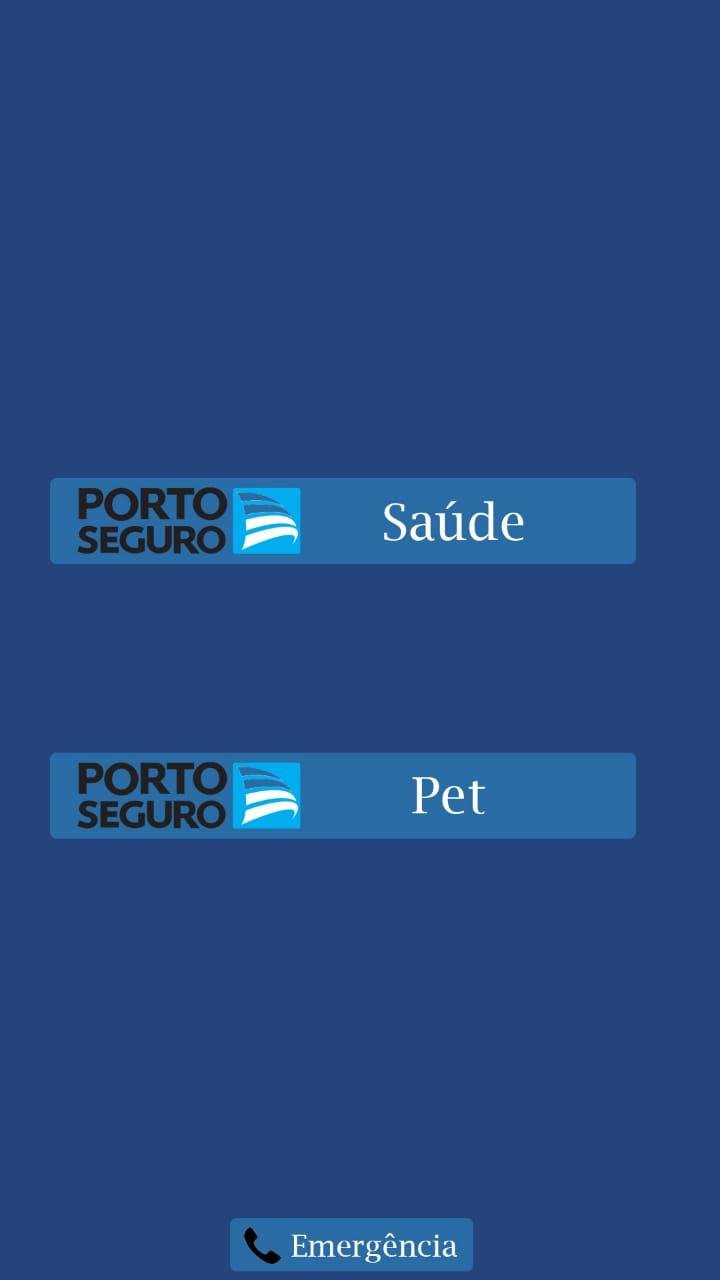 PORTO
SEGURO
Saúde
PORTO
SEGURO
Pet
Emergência